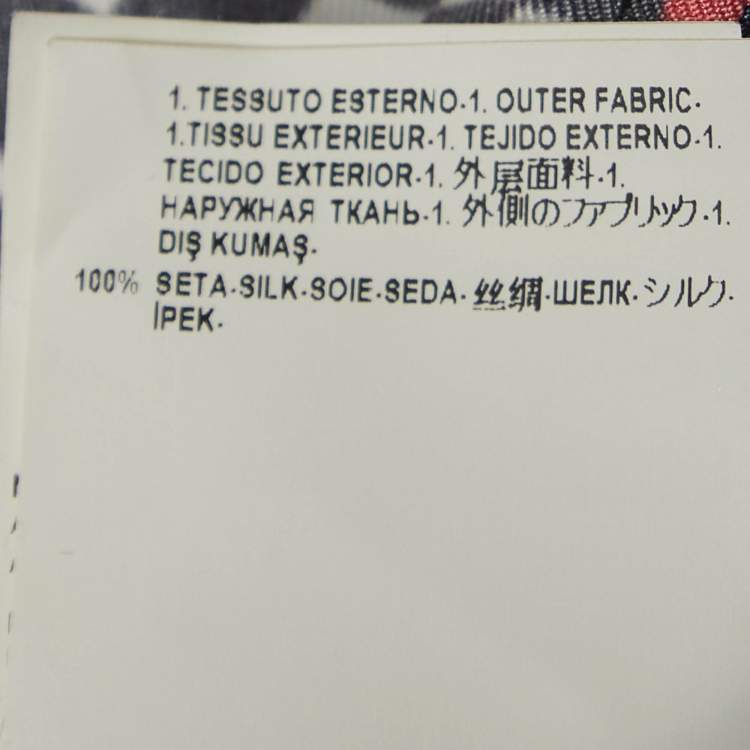 1. TESSUTO ESTERNO·1. OUTER FABRIC·
1.TISSU EXTERIEUR·1. TEJIDO EXTERNO·1.
TECIDO EXTERIOR·1. 外层面料·1.
НАРУЖНАЯ ТКАНЬ·1. 外側のファブリック·1.
DIŞ KUMAŞ·
100% SETA·SILK·SOIE·SEDA· 丝绸·ШЕЛК·シルク·
İPEK·